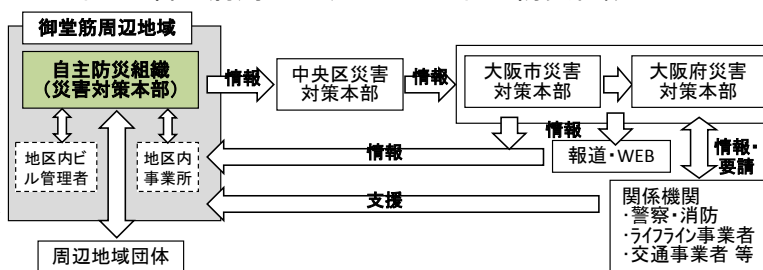 御堂筋周辺地域
自主防災組織
(災害対策本部)
情報
中央区災害
対策本部
情報
大阪市災害
対策本部
大阪府災害
対策本部
地区内ビ
ル管理者
地区内
事業所
情報
情報
報道・WEB
情報・
要請
支援
周辺地域団体
関係機関
・警察・消防
・ライフライン事業者
・交通事業者 等